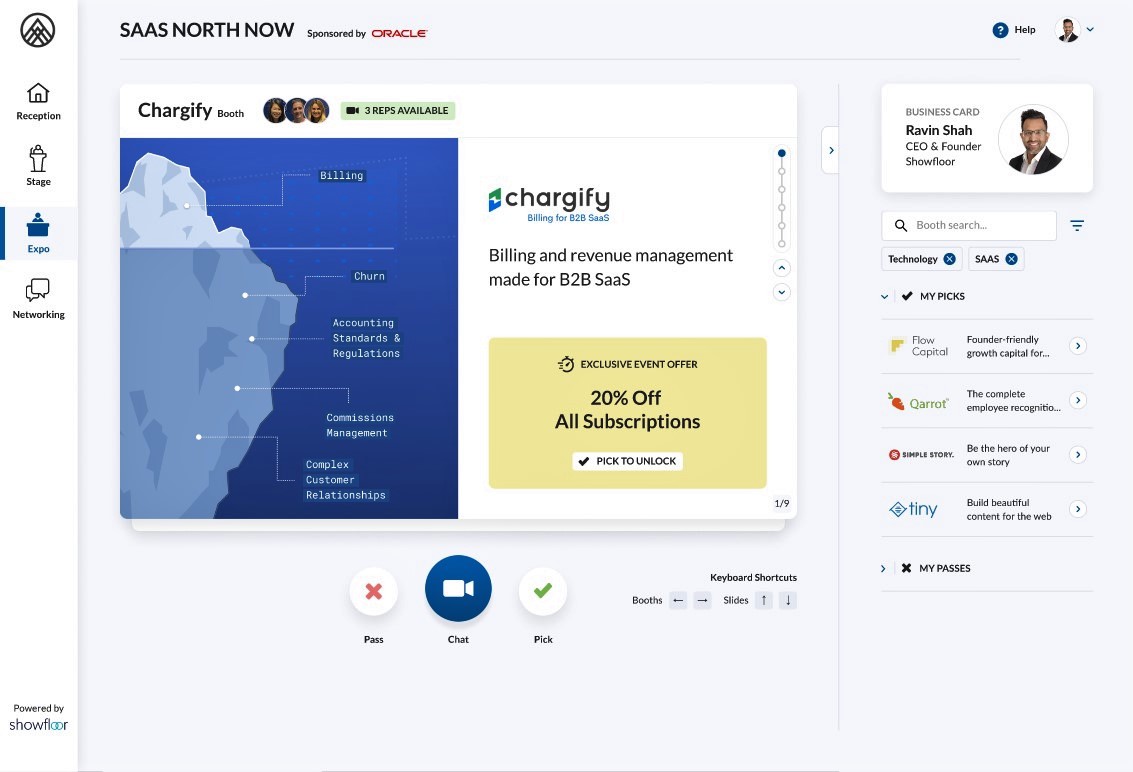 SAAS NORTH NOW Sponsored by ORACLE
Help
Reception
Stage
Expo
Networking
Powered by
showfloor
Chargify Booth
3 REPS AVAILABLE
Billing
Churn
Accounting
Standards &
Regulations
Commissions
Management
Complex
Customer
Relationships
chargify
Billing for B2B SaaS
Billing and revenue management
made for B2B SaaS
EXCLUSIVE EVENT OFFER
20% Off
All Subscriptions
PICK TO UNLOCK
1/9
Pass
Chat
Pick
Keyboard Shortcuts
Booths ← → Slides ↑ ↓
BUSINESS CARD
Ravin Shah
CEO & Founder
Showfloor
Booth search...
Technology
SAAS
MY PICKS
Flow
Capital
Founder-friendly
growth capital for...
Qarrot
The complete
employee recognitio...
SIMPLE STORY.
Be the hero of your
own story
tiny
Build beautiful
content for the web
MY PASSES